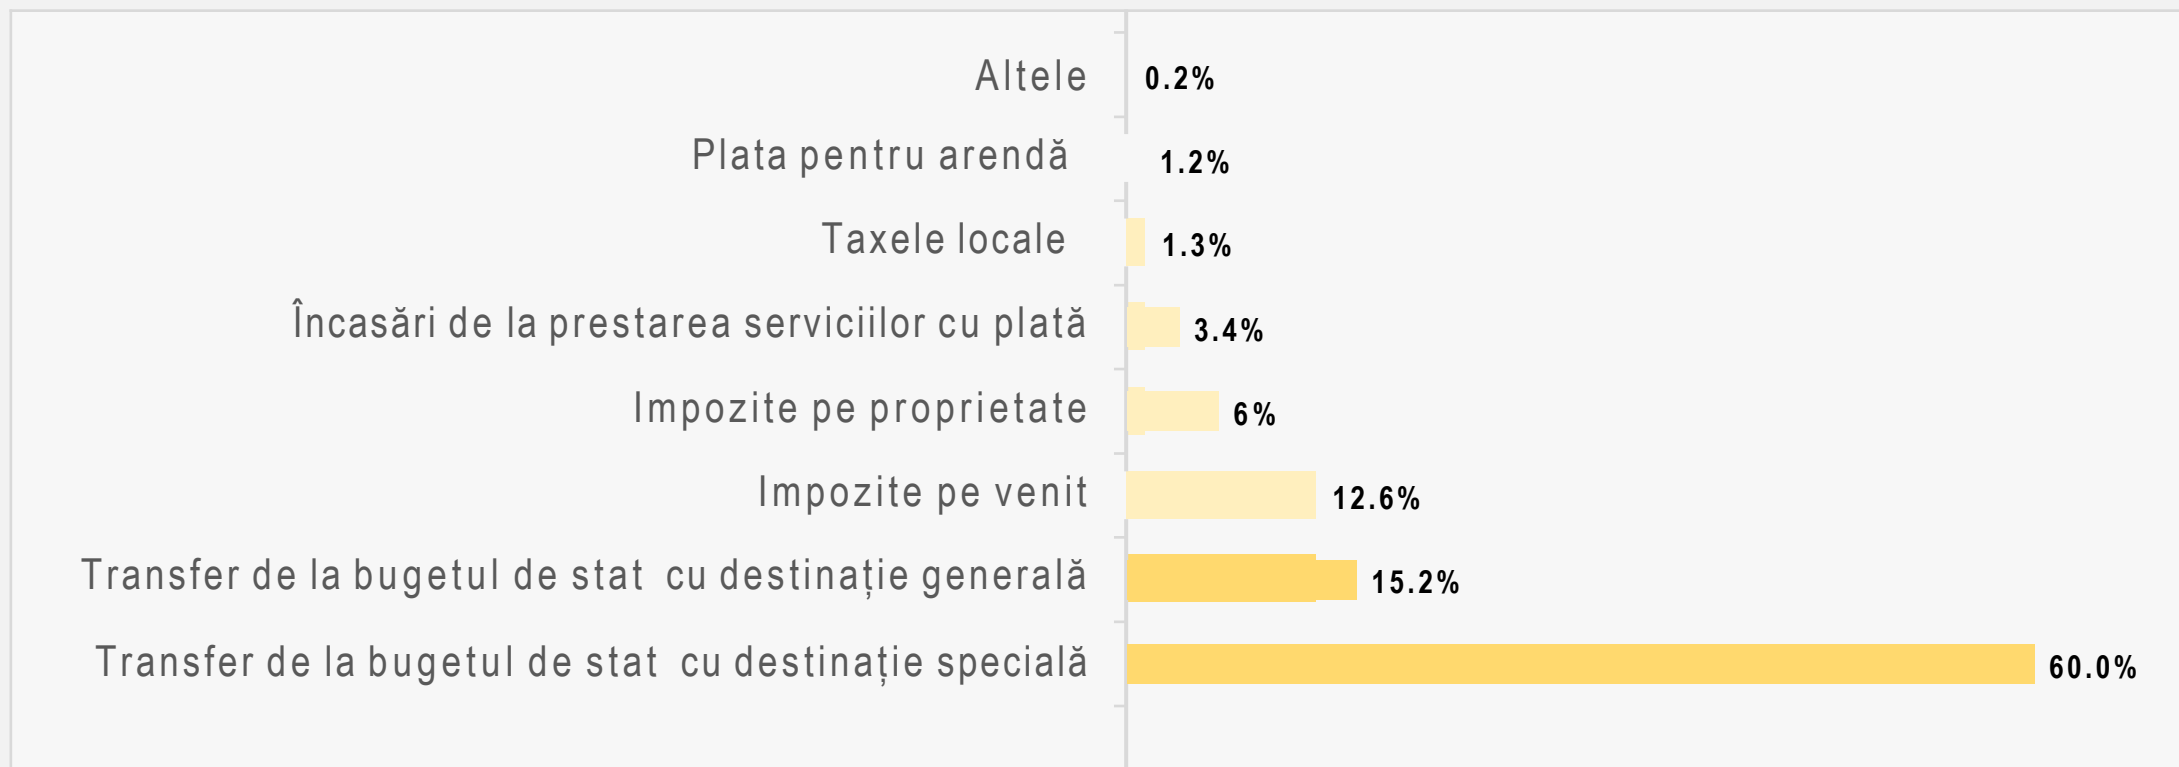 Altele 0.2%
Plata pentru arendă 1.2%
Taxele locale 1.3%
Încasări de la prestarea serviciilor cu plată 3.4%
Impozite pe proprietate 6%
Impozite pe venit 12.6%
Transfer de la bugetul de stat cu destinație generală 15.2%
Transfer de la bugetul de stat cu destinație specială 60.0%